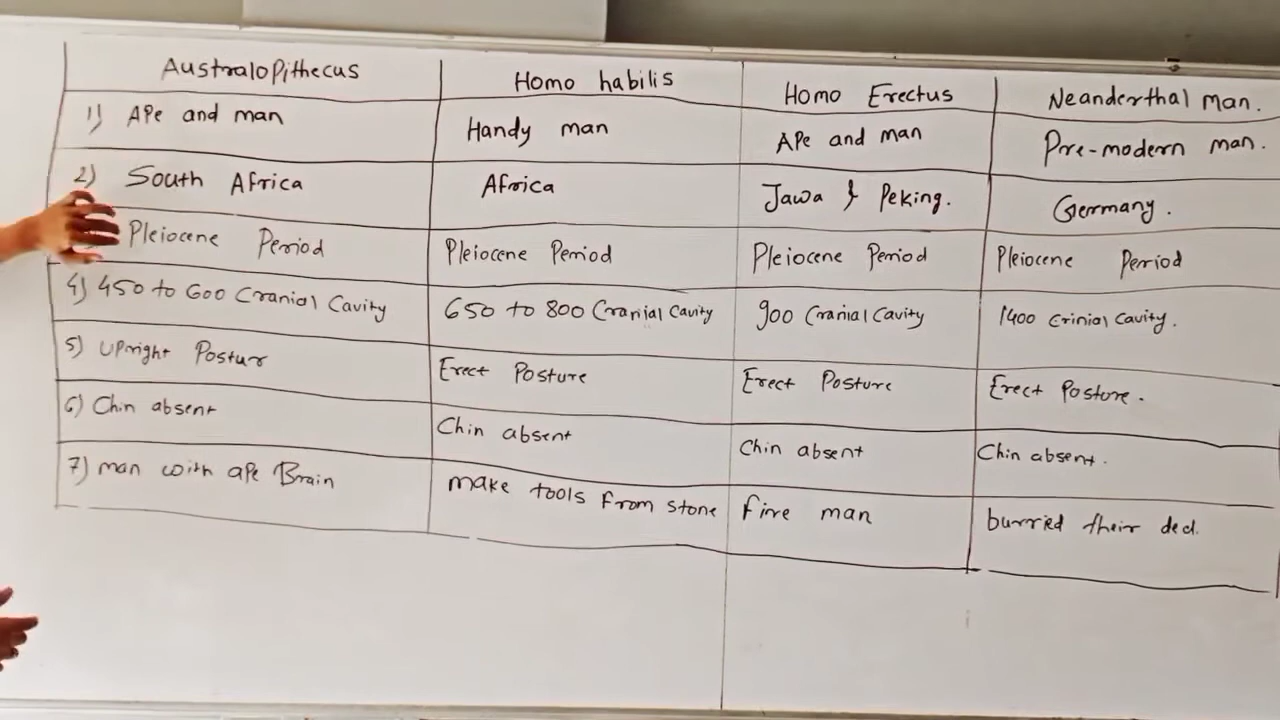 Australopithecus Homo habilis Homo Erectus Neanderthal man.
1) Ape and man Handy man Ape and man Pre-modern man.
2) South Africa Africa Jawa & Peking. Germany.
Pleiocene Period Pleiocene Period Pleiocene Period Pleiocene Period
4) 450 to 600 Cranial Cavity 650 to 800 Cranial Cavity 900 Cranial Cavity 1400 Crinial Cavity.
5) Upright Postur Erect Posture Erect Posture Erect Posture.
6) Chin absent Chin absent Chin absent Chin absent.
7) man with ape Brain make tools from stone fire man burried their ded.